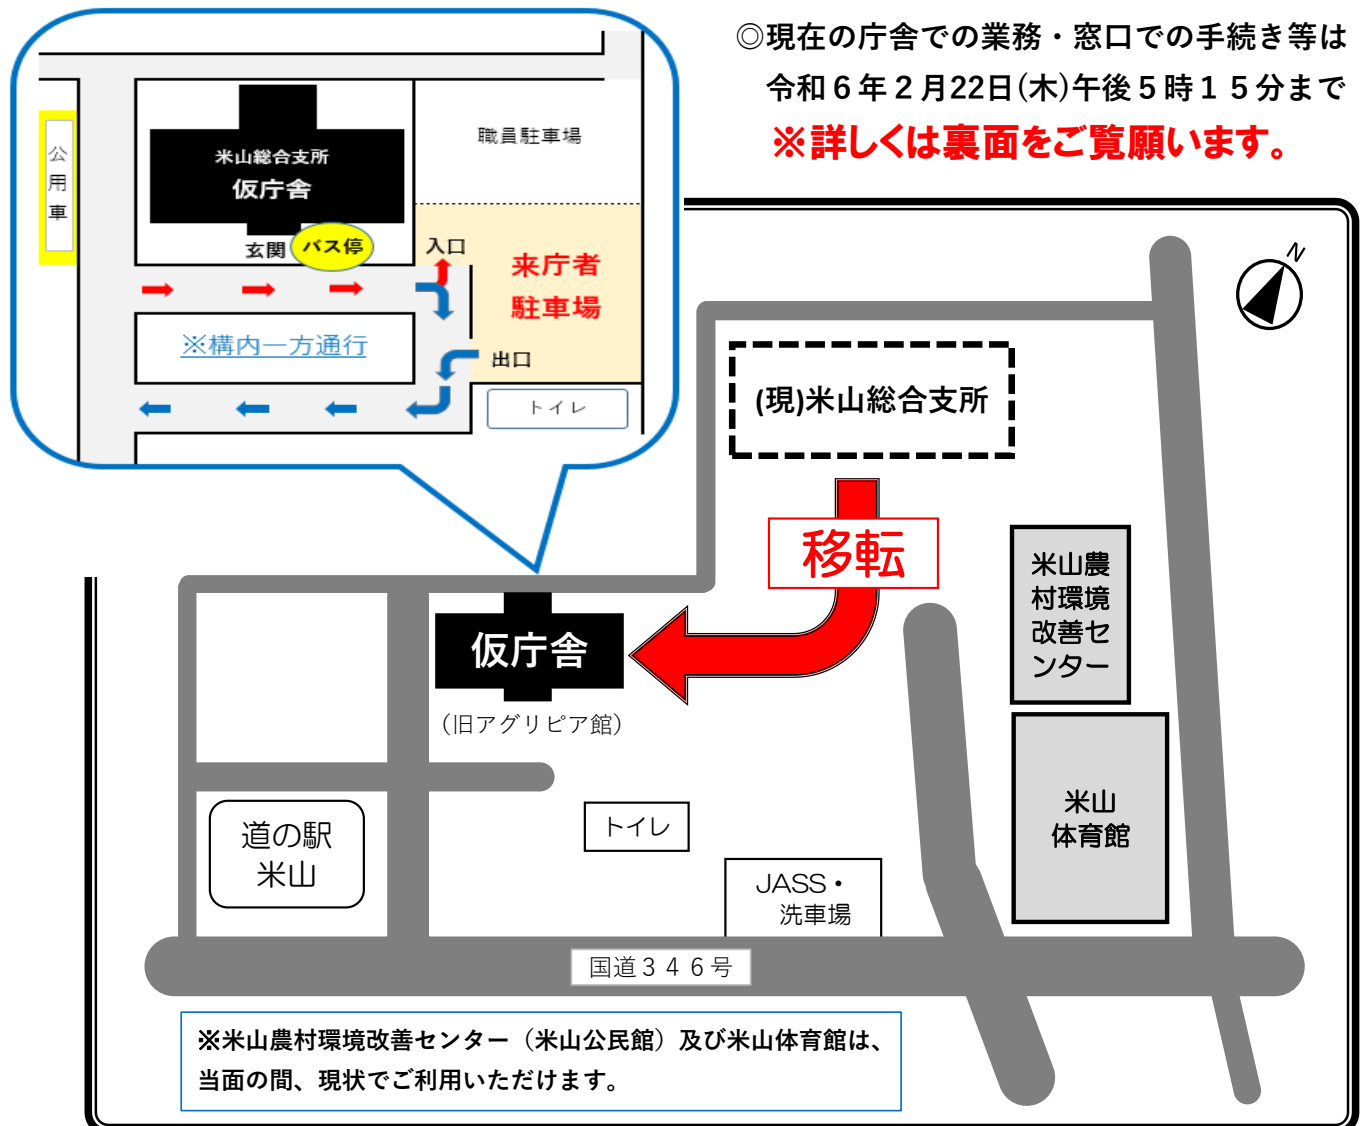 ◎現在の庁舎での業務・窓口での手続き等は
令和６年２月22日(木)午後５時１５分まで
※詳しくは裏面をご覧願います。
公用車
米山総合支所
仮庁舎
職員駐車場
玄関
バス停
入口
来庁者
駐車場
※構内一方通行
出口
トイレ
N
(現)米山総合支所
移転
米山農
村環境
改善セ
ンター
仮庁舎
（旧アグリピア館）
道の駅
米山
トイレ
JASS・
洗車場
米山
体育館
国道３４６号
※米山農村環境改善センター（米山公民館）及び米山体育館は、
当面の間、現状でご利用いただけます。